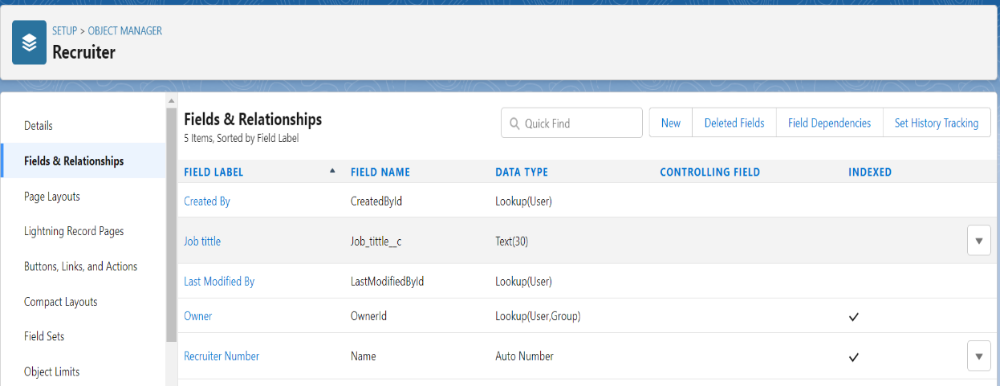 SETUP > OBJECT MANAGER
Recruiter
Details
Fields & Relationships
Page Layouts
Lightning Record Pages
Buttons, Links, and Actions
Compact Layouts
Field Sets
Object Limits
Fields & Relationships
5 Items, Sorted by Field Label
Quick Find
New
Deleted Fields
Field Dependencies
Set History Tracking
FIELD LABEL FIELD NAME DATA TYPE CONTROLLING FIELD INDEXED
Created By CreatedById Lookup(User)
Job tittle Job_tittle__c Text(30)
Last Modified By LastModifiedById Lookup(User)
Owner OwnerId Lookup(User,Group)
Recruiter Number Name Auto Number